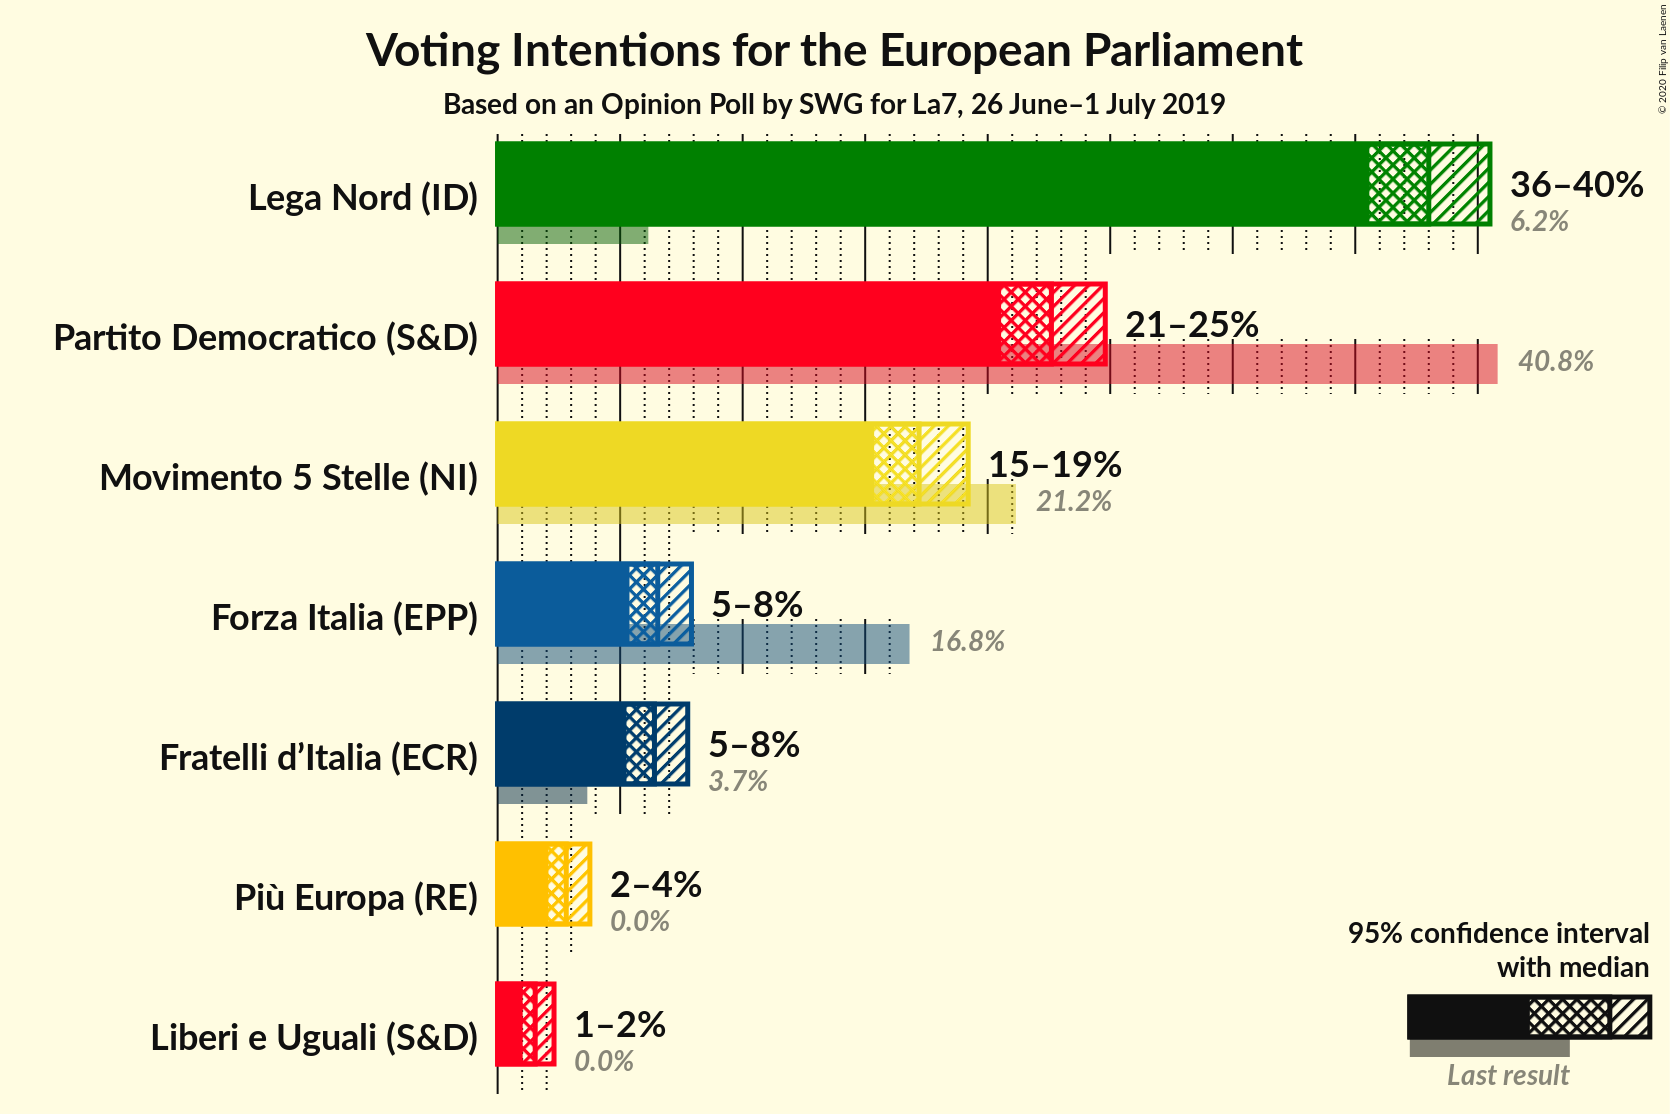 Voting Intentions for the European Parliament
Based on an Opinion Poll by SWG for La7, 26 June–1 July 2019
© 2020 Filip van Laenen
Lega Nord (ID)
36–40%
6.2%
Partito Democratico (S&D)
21–25%
40.8%
Movimento 5 Stelle (NI)
15–19%
21.2%
Forza Italia (EPP)
5–8%
16.8%
Fratelli d’Italia (ECR)
5–8%
3.7%
Più Europa (RE)
2–4%
0.0%
Liberi e Uguali (S&D)
1–2%
0.0%
95% confidence interval
with median
Last result